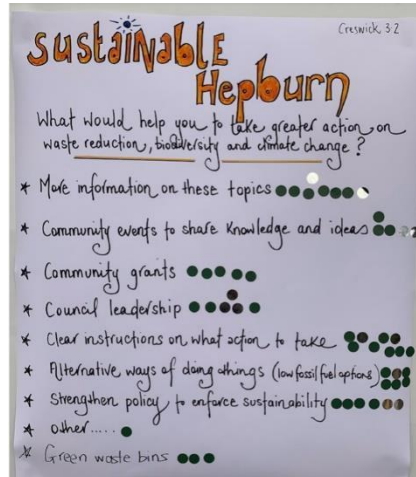 Creswick 3.2
SUStaiNablE
Hepburn
What would help you to take greater action on
waste reduction, biodiversity and climate change?
* More information on these topics
* Community events to share knowledge and ideas
* Community grants
* Council leadership
* Clear instructions on what action to take
* Alternative ways of doing things (low fossil fuel options)
* Strengthen policy to enforce sustainability
* other.....
* Green waste bins